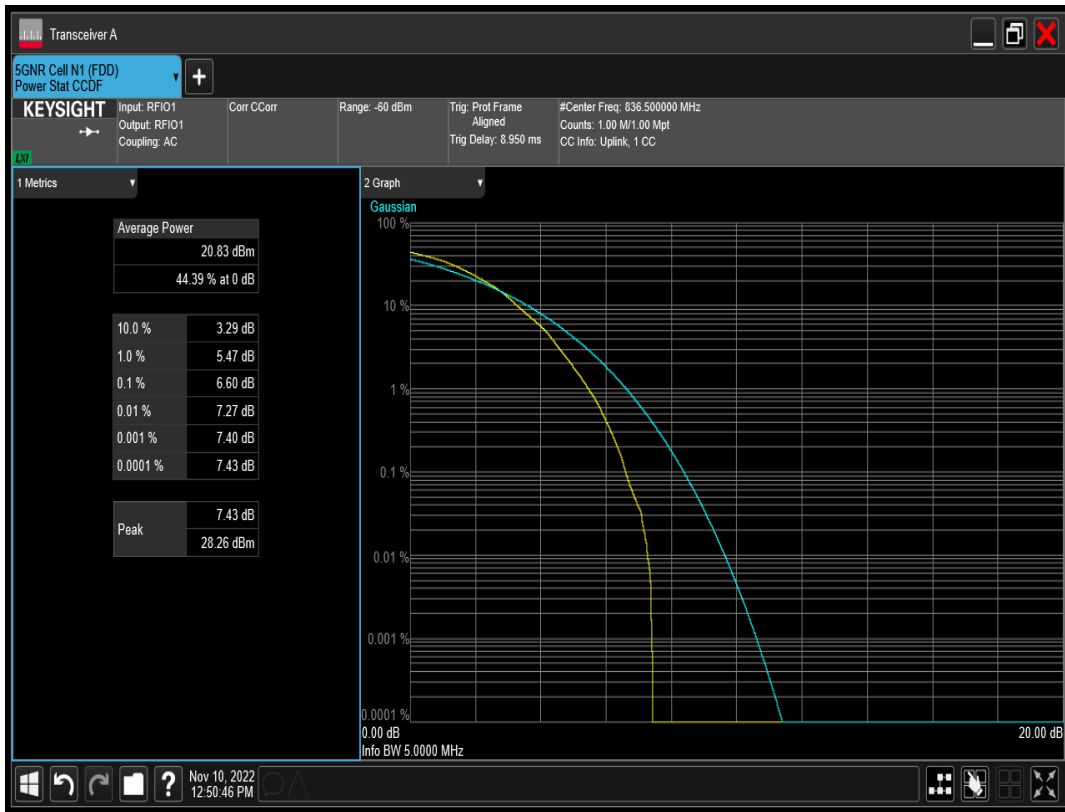 Transceiver A
5GNR Cell N1 (FDD)
Power Stat CCDF
+
KEYSIGHT
LXI
Input: RFIO1
Output: RFIO1
Coupling: AC
Corr CCorr
Range: -60 dBm
Trig: Prot Frame
Aligned
Trig Delay: 8.950 ms
#Center Freq: 836.500000 MHz
Counts: 1.00 M/1.00 Mpt
CC Info: Uplink, 1 CC
1 Metrics
Average Power
20.83 dBm
44.39 % at 0 dB
10.0 % 3.29 dB
1.0 % 5.47 dB
0.1 % 6.60 dB
0.01 % 7.27 dB
0.001 % 7.40 dB
0.0001 % 7.43 dB
Peak
7.43 dB
28.26 dBm
2 Graph
Gaussian
100 %
10 %
1 %
0.1 %
0.01 %
0.001 %
0.0001 %
0.00 dB 20.00 dB
Info BW 5.0000 MHz
?
Nov 10, 2022
12:50:46 PM